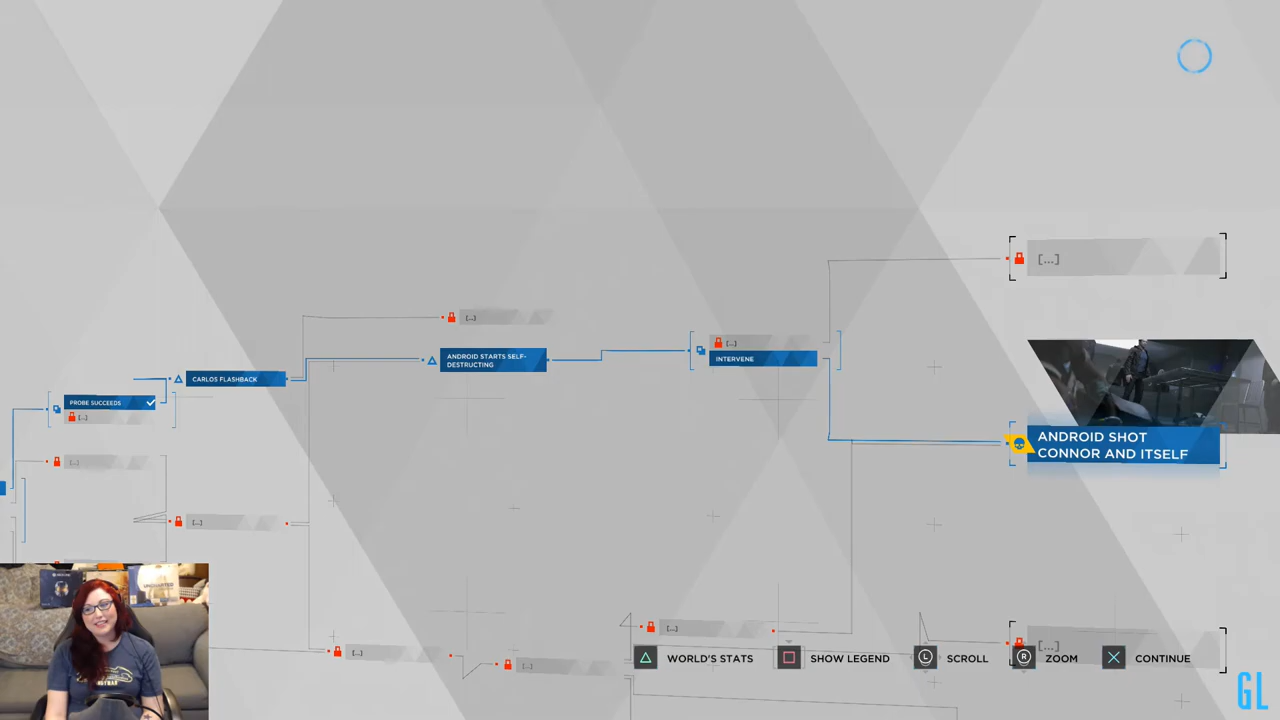 [...]
[...]
[...]
ANDROID STARTS SELF-
DESTRUCTING
INTERVENE
CARLOS FLASHBACK
PROBE SUCCEEDS
[...]
ANDROID SHOT
CONNOR AND ITSELF
[...]
[...]
[...]
[...]
[...]
[...]
WORLD'S STATS
SHOW LEGEND
L SCROLL
R ZOOM
CONTINUE
UNCHARTED
GL